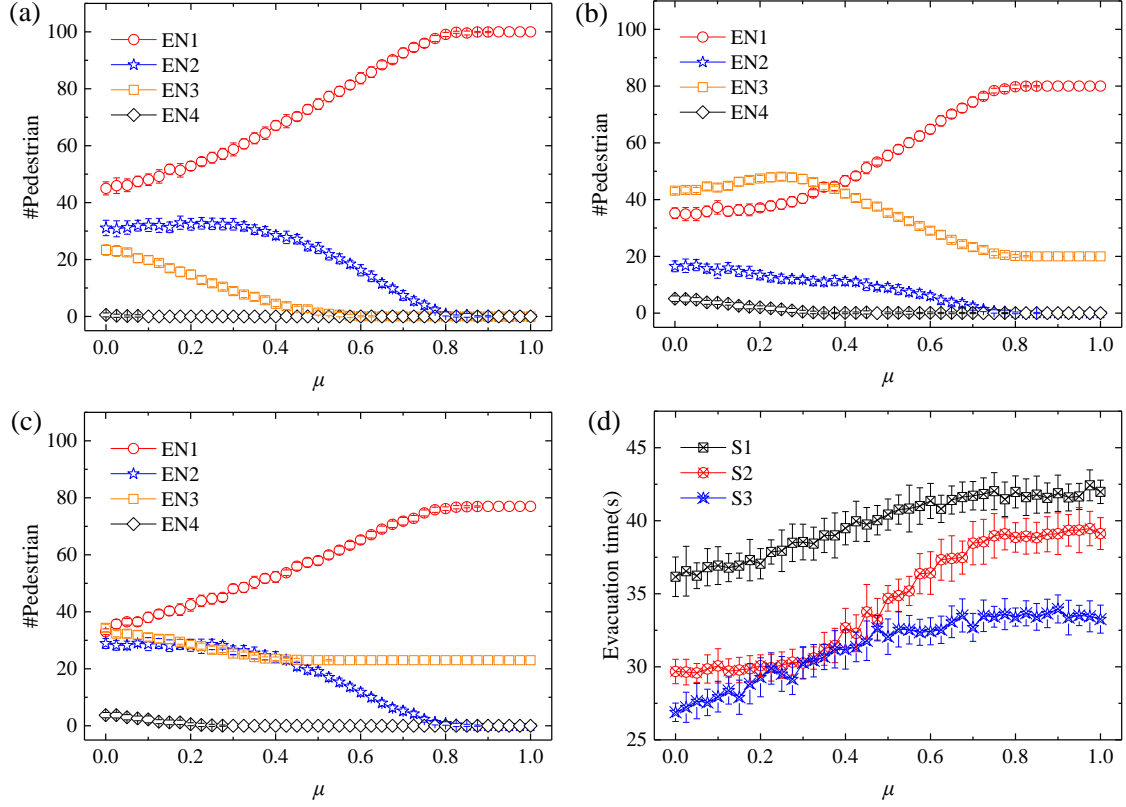 (a)
EN1
EN2
EN3
EN4
#Pedestrian
100
80
60
40
20
0
0.0 0.2 0.4 0.6 0.8 1.0
μ
(b)
EN1
EN2
EN3
EN4
#Pedestrian
100
80
60
40
20
0
0.0 0.2 0.4 0.6 0.8 1.0
μ
(c)
EN1
EN2
EN3
EN4
#Pedestrian
100
80
60
40
20
0
0.0 0.2 0.4 0.6 0.8 1.0
μ
(d)
S1
S2
S3
Evacuation time(s)
45
40
35
30
25
0.0 0.2 0.4 0.6 0.8 1.0
μ